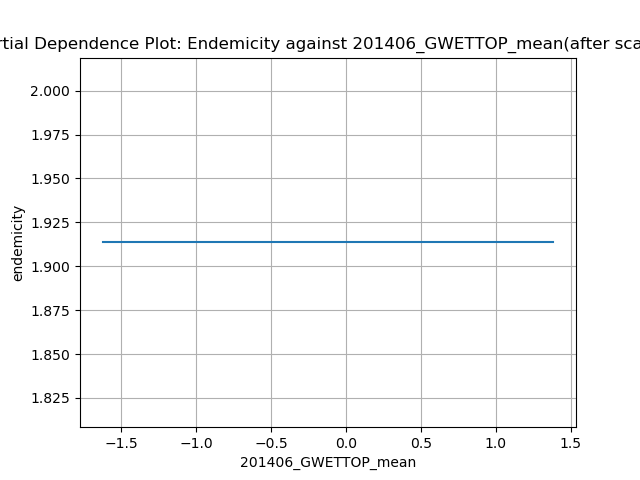 rtial Dependence Plot: Endemicity against 201406_GWETTOP_mean(after sca
2.000
1.975
1.950
1.925
1.900
1.875
1.850
1.825
endemicity
−1.5 −1.0 −0.5 0.0 0.5 1.0 1.5
201406_GWETTOP_mean